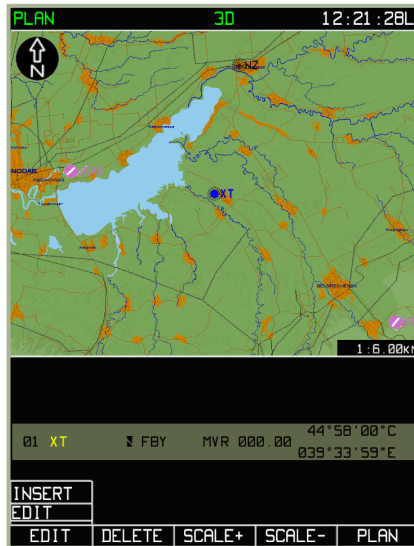 PLAN 3D 12:21:28L
N
NZ
XT
1:6.00KM
01 XT FBY MVR 000.00 44°58'00"C
039°33'59"E
INSERT
EDIT
EDIT DELETE SCALE+ SCALE- PLAN